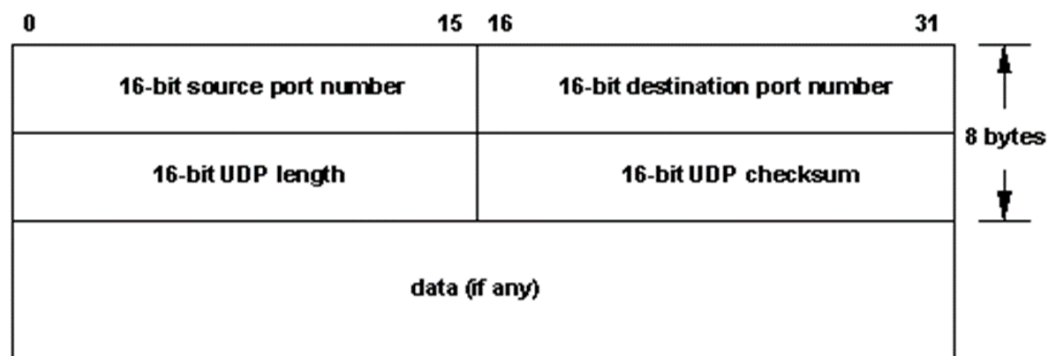 0 15 16 31
16-bit source port number 16-bit destination port number
8 bytes
16-bit UDP length 16-bit UDP checksum
data (if any)